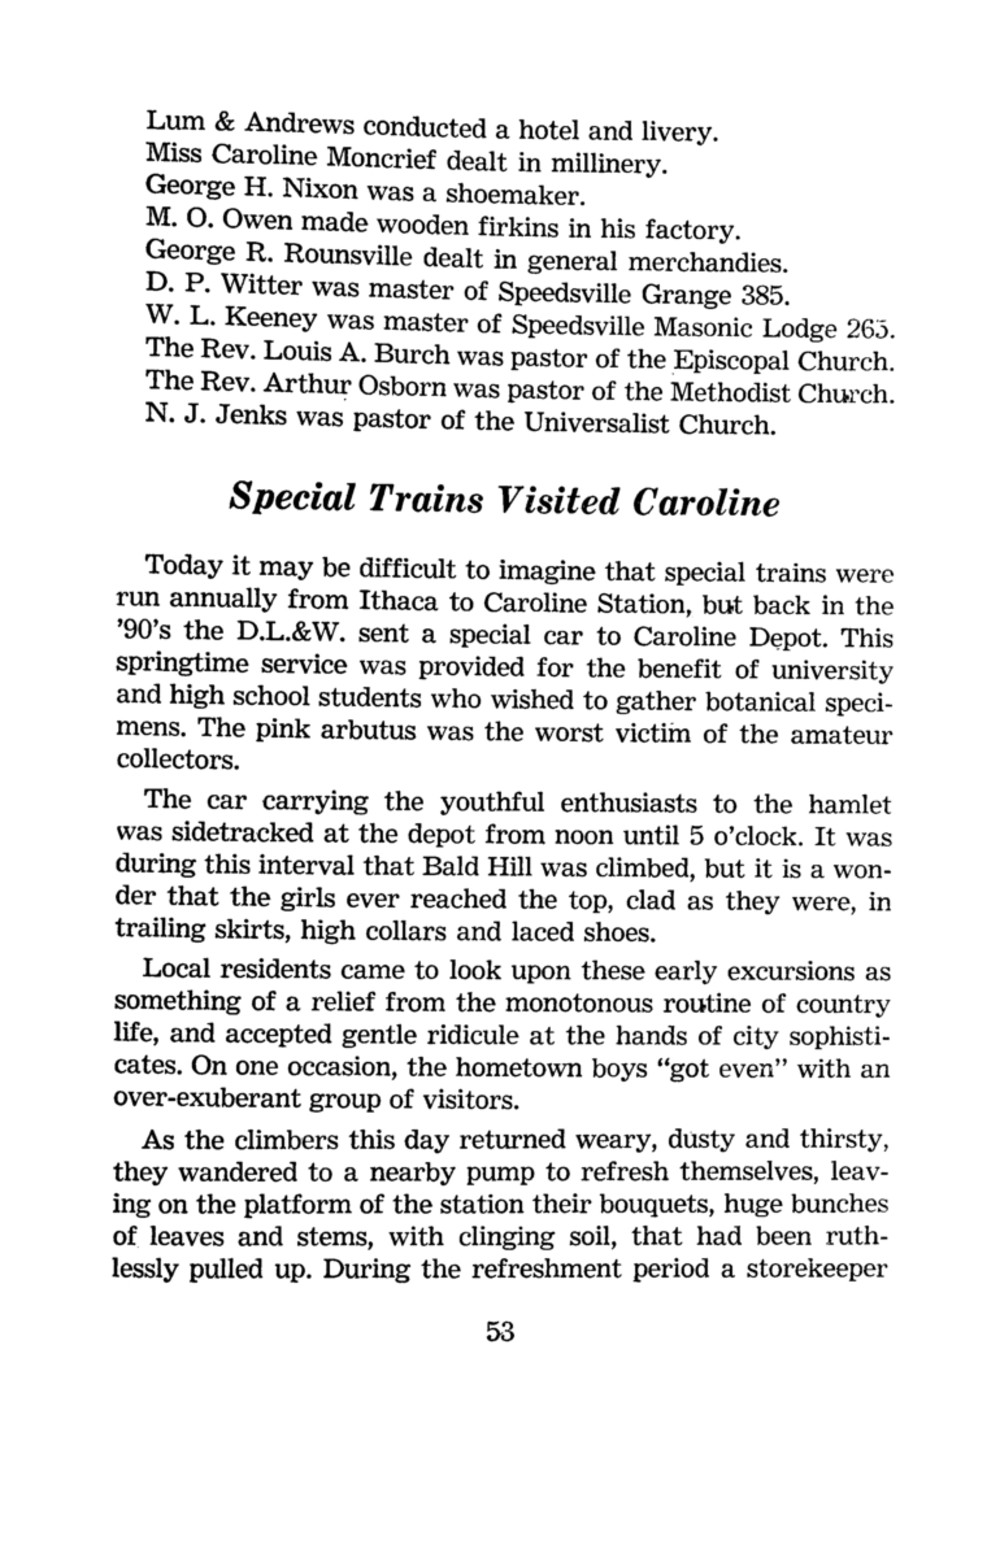 Lum & Andrews conducted a hotel and livery.
Miss Caroline Moncrief dealt in millinery.
George H. Nixon was a shoemaker.
M. O. Owen made wooden firkins in his factory.
George R. Rounsville dealt in general merchandies.
D. P. Witter was master of Speedsville Grange 385.
W. L. Keeney was master of Speedsville Masonic Lodge 265.
The Rev. Louis A. Burch was pastor of the Episcopal Church.
The Rev. Arthur Osborn was pastor of the Methodist Church.
N. J. Jenks was pastor of the Universalist Church.
Special Trains Visited Caroline
Today it may be difficult to imagine that special trains were
run annually from Ithaca to Caroline Station, but back in the
'90's the D.L.&W. sent a special car to Caroline Depot. This
springtime service was provided for the benefit of university
and high school students who wished to gather botanical speci-
mens. The pink arbutus was the worst victim of the amateur
collectors.
The car carrying the youthful enthusiasts to the hamlet
was sidetracked at the depot from noon until 5 o'clock. It was
during this interval that Bald Hill was climbed, but it is a won-
der that the girls ever reached the top, clad as they were, in
trailing skirts, high collars and laced shoes.
Local residents came to look upon these early excursions as
something of a relief from the monotonous routine of country
life, and accepted gentle ridicule at the hands of city sophisti-
cates. On one occasion, the hometown boys "got even" with an
over-exuberant group of visitors.
As the climbers this day returned weary, dusty and thirsty,
they wandered to a nearby pump to refresh themselves, leav-
ing on the platform of the station their bouquets, huge bunches
of leaves and stems, with clinging soil, that had been ruth-
lessly pulled up. During the refreshment period a storekeeper
53